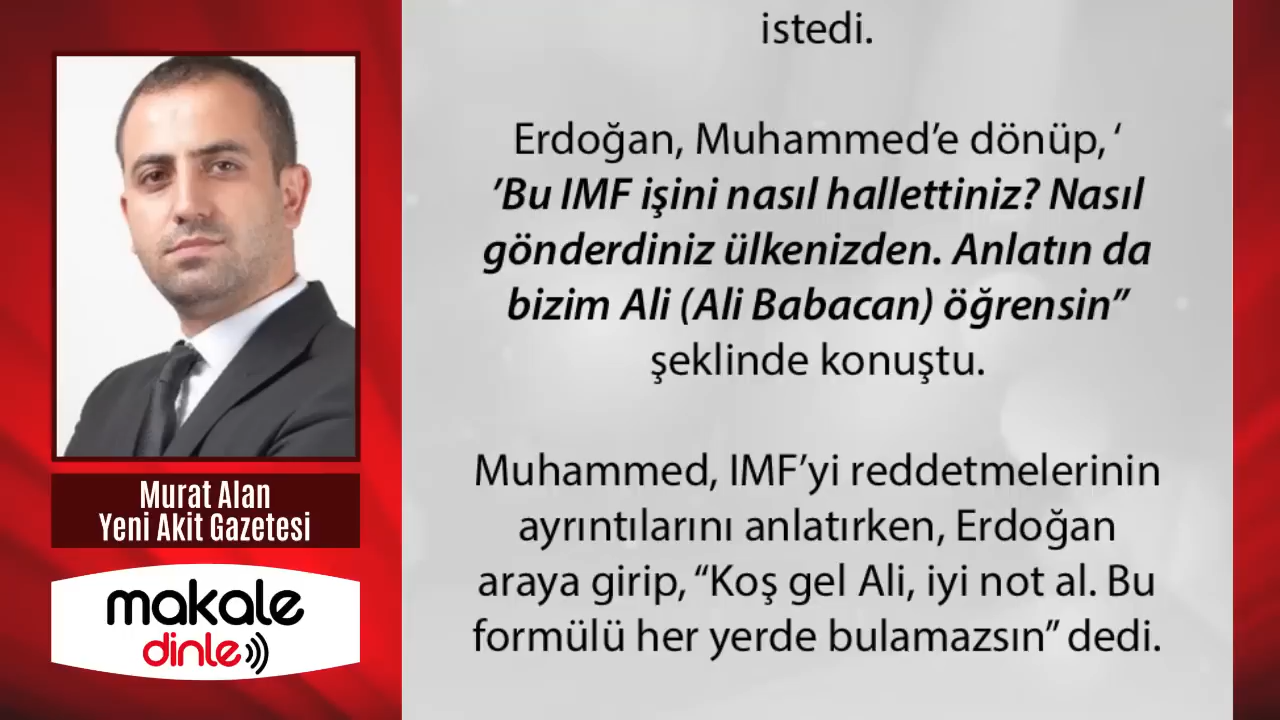 istedi.
Erdoğan, Muhammed’e dönüp, ‘
’Bu IMF işini nasıl hallettiniz? Nasıl
gönderdiniz ülkenizden. Anlatın da
bizim Ali (Ali Babacan) öğrensin”
şeklinde konuştu.
Muhammed, IMF’yi reddetmelerinin
ayrıntılarını anlatırken, Erdoğan
araya girip, “Koş gel Ali, iyi not al. Bu
formülü her yerde bulamazsın” dedi.
Murat Alan
Yeni Akit Gazetesi
makale
dinle